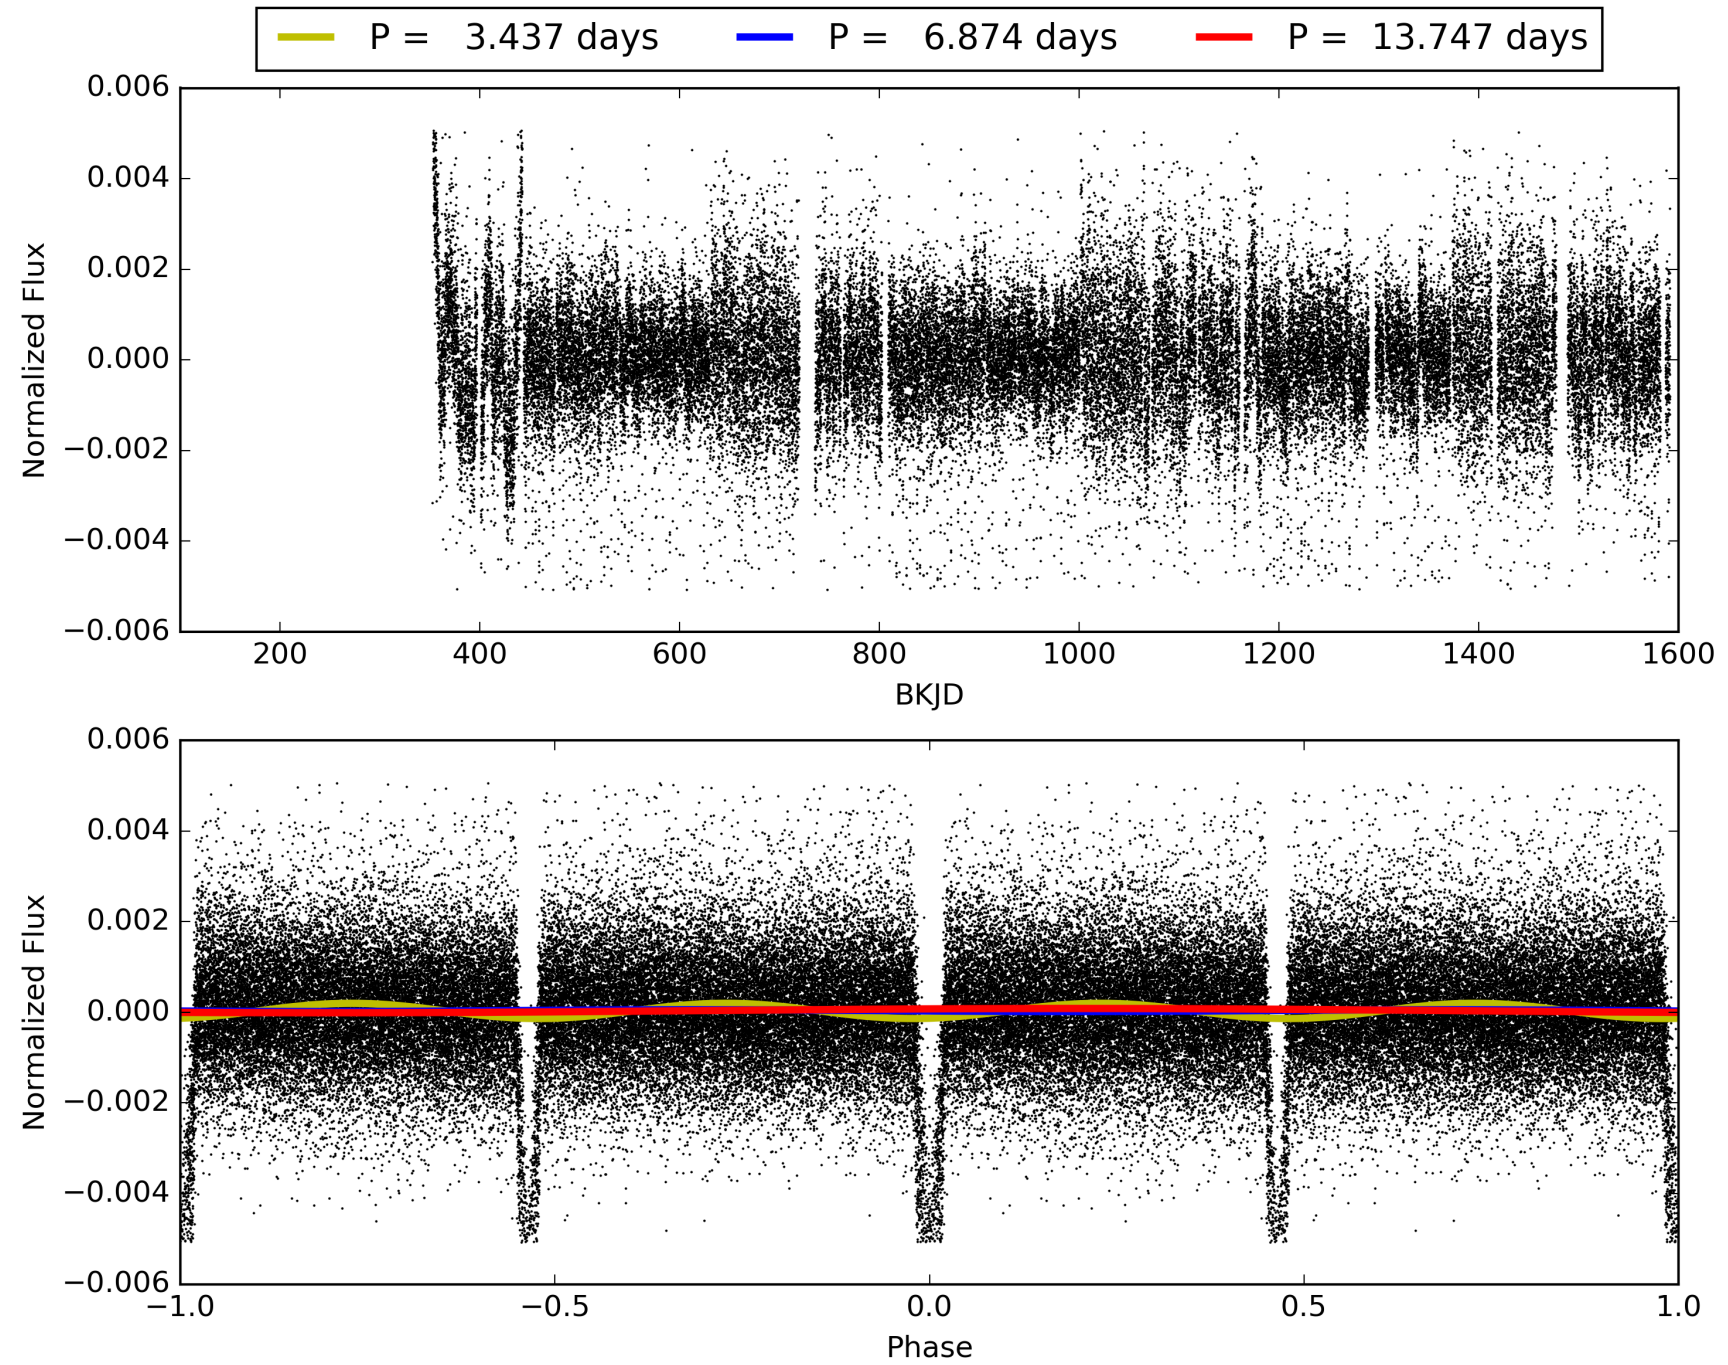 P = 3.437 days P = 6.874 days P = 13.747 days
0.006
0.004
0.002
0.000
−0.002
−0.004
−0.006
Normalized Flux
200 400 600 800 1000 1200 1400 1600
BKJD
0.006
0.004
0.002
0.000
−0.002
−0.004
−0.006
Normalized Flux
−1.0 −0.5 0.0 0.5 1.0
Phase